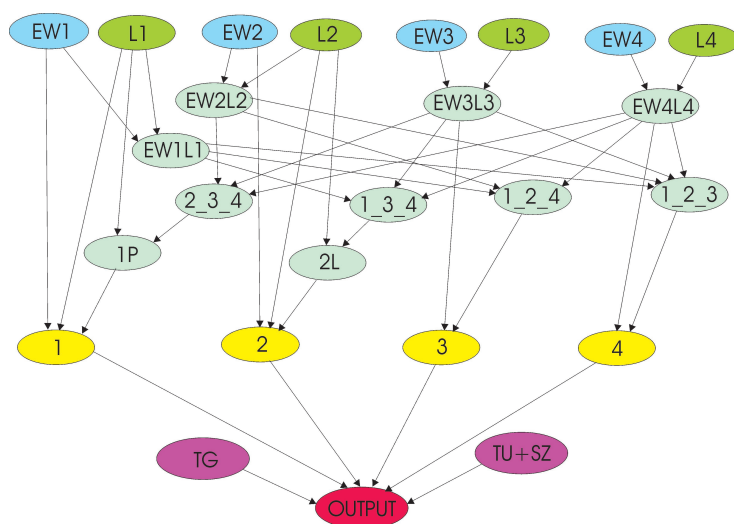 EW1 L1 EW2 L2 EW3 L3 EW4 L4
EW2L2 EW3L3 EW4L4
EW1L1
2_3_4 1_3_4 1_2_4 1_2_3
1P 2L
1 2 3 4
TG TU+SZ
OUTPUT